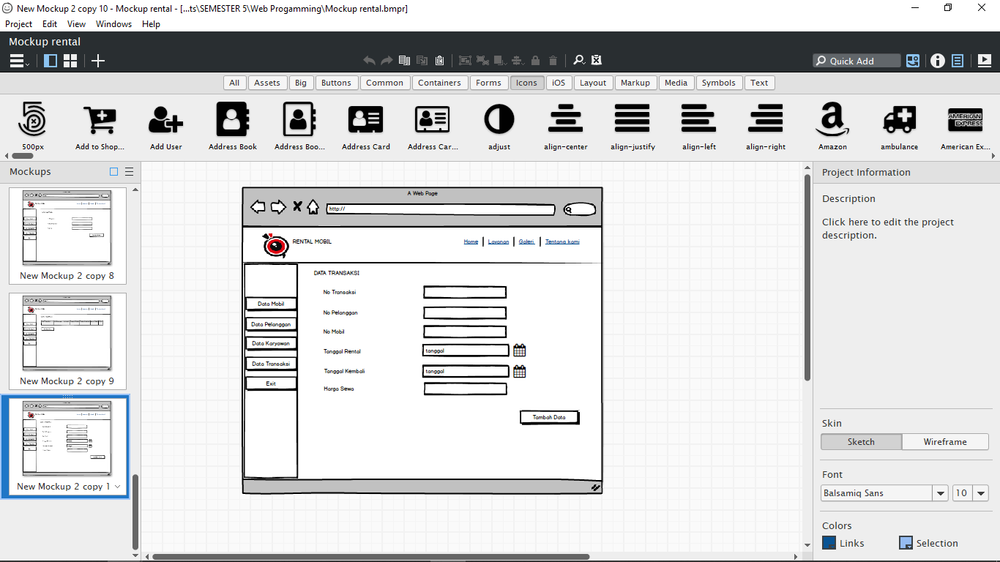 New Mockup 2 copy 10 - Mockup rental - [...ts\SEMESTER 5\Web Progamming\Mockup rental.bmpr]
Project Edit View Windows Help
Mockup rental
Quick Add
All Assets Big Buttons Common Containers Forms Icons iOS Layout Markup Media Symbols Text
AMERICAN EXPRESS
500px Add to Shop... Add User Address Book Address Boo... Address Card Address Car... adjust align-center align-justify align-left align-right Amazon ambulance American Ex...
Mockups
New Mockup 2 copy 8
New Mockup 2 copy 9
New Mockup 2 copy 1
A Web Page
http://
RENTAL MOBIL
Home Layanan Galeri Tentang kami
Data Mobil
Data Pelanggan
Data Karyawan
Data Transaksi
Exit
DATA TRANSAKSI
No Transaksi
No Pelanggan
No Mobil
Tanggal Rental tanggal
Tanggal Kembali tanggal
Harga Sewa
Tambah Data
Project Information
Description
Click here to edit the project
description.
Skin
Sketch Wireframe
Font
Balsamiq Sans 10
Colors
Links Selection